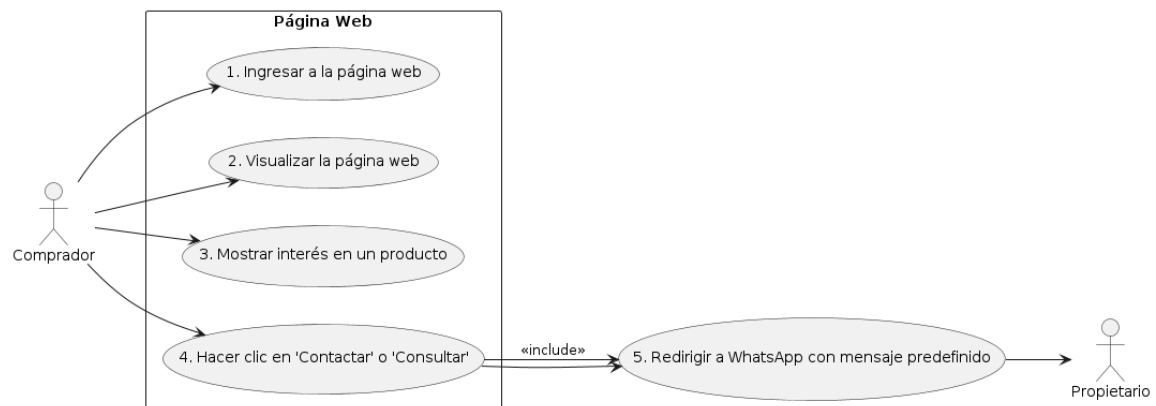 Página Web
1. Ingresar a la página web
2. Visualizar la página web
3. Mostrar interés en un producto
Comprador
4. Hacer clic en 'Contactar' o 'Consultar'
«include»
5. Redirigir a WhatsApp con mensaje predefinido
Propietario